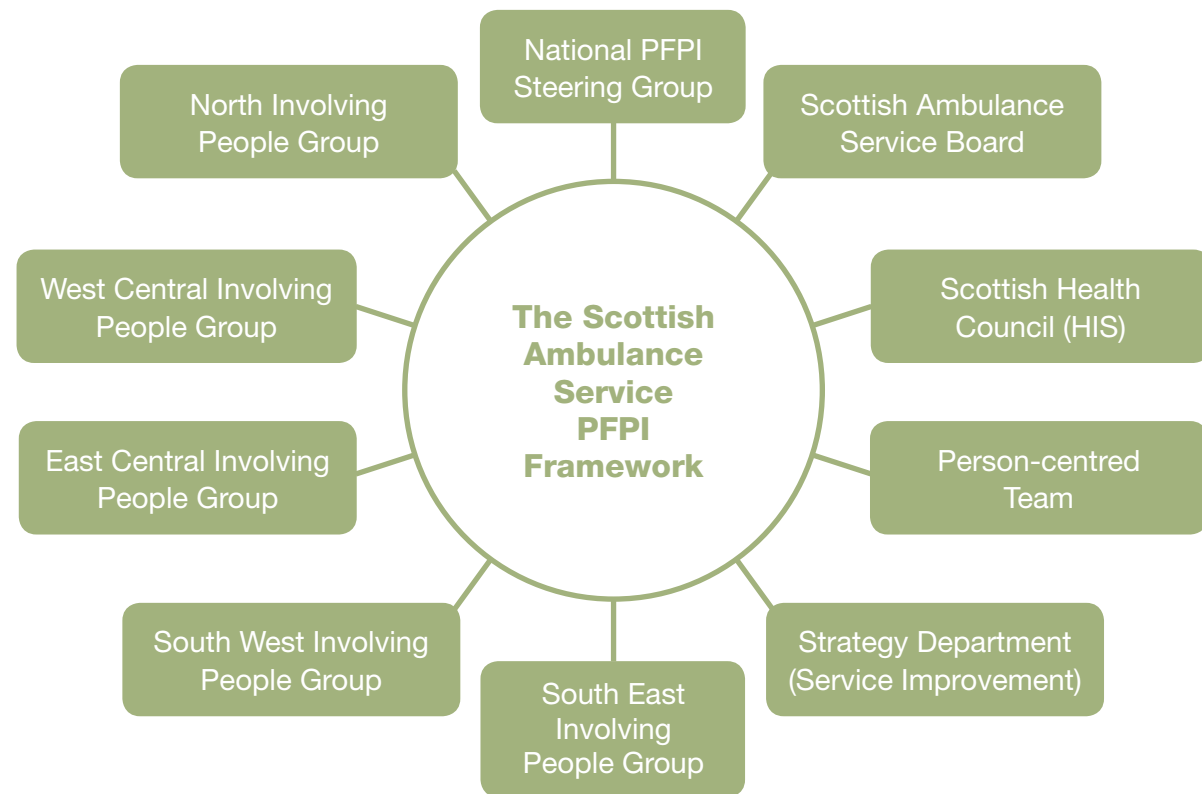 National PFPI
Steering Group
Scottish Ambulance
Service Board
Scottish Health
Council (HIS)
Person-centred
Team
Strategy Department
(Service Improvement)
South East
Involving
People Group
South West Involving
People Group
East Central Involving
People Group
West Central Involving
People Group
North Involving
People Group
The Scottish
Ambulance
Service
PFPI
Framework